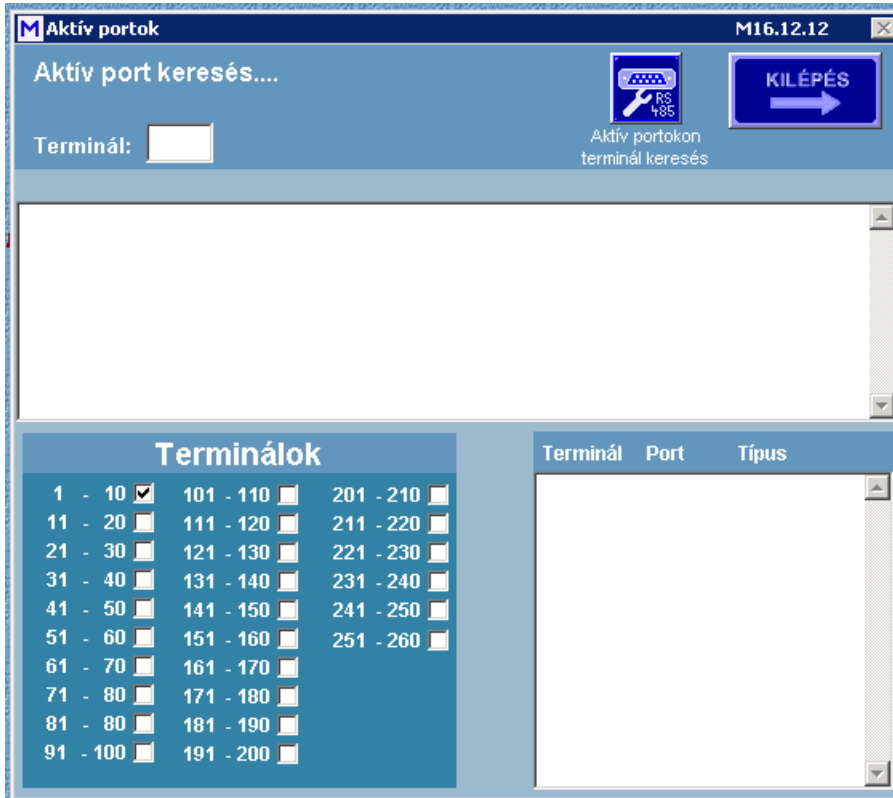 M Aktív portok M16.12.12
Aktív port keresés....
KILÉPÉS
RS
485
Terminál:
Aktív portokon
terminál keresés
Terminálok
1 - 10 101 - 110 201 - 210
11 - 20 111 - 120 211 - 220
21 - 30 121 - 130 221 - 230
31 - 40 131 - 140 231 - 240
41 - 50 141 - 150 241 - 250
51 - 60 151 - 160 251 - 260
61 - 70 161 - 170
71 - 80 171 - 180
81 - 80 181 - 190
91 - 100 191 - 200
Terminál Port Típus